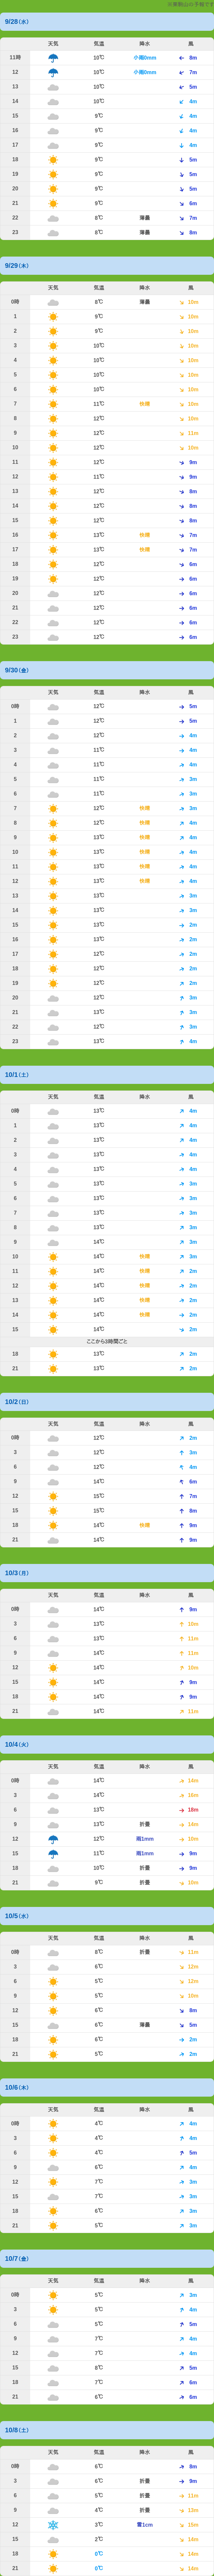 9/28(水)
天気 気温 降水 風
11時 10℃ 小雨0mm 8m
12 10℃ 小雨0mm 7m
13 10℃ 5m
14 10℃ 4m
15 9℃ 4m
16 9℃ 4m
17 9℃ 4m
18 9℃ 5m
19 9℃ 5m
20 9℃ 5m
21 9℃ 6m
22 8℃ 薄曇 7m
23 8℃ 薄曇 8m
9/29(木)
天気 気温 降水 風
0時 8℃ 薄曇 10m
1 9℃ 10m
2 9℃ 10m
3 10℃ 10m
4 10℃ 10m
5 10℃ 10m
6 10℃ 10m
7 11℃ 快晴 10m
8 12℃ 10m
9 12℃ 11m
10 12℃ 10m
11 12℃ 9m
12 11℃ 9m
13 12℃ 8m
14 12℃ 8m
15 12℃ 8m
16 13℃ 快晴 7m
17 13℃ 快晴 7m
18 12℃ 6m
19 12℃ 6m
20 12℃ 6m
21 12℃ 6m
22 12℃ 6m
23 12℃ 6m
9/30(金)
天気 気温 降水 風
0時 12℃ 5m
1 12℃ 5m
2 12℃ 4m
3 11℃ 4m
4 11℃ 4m
5 11℃ 3m
6 11℃ 3m
7 12℃ 快晴 3m
8 12℃ 快晴 4m
9 13℃ 快晴 4m
10 13℃ 快晴 4m
11 13℃ 快晴 4m
12 13℃ 快晴 4m
13 13℃ 3m
14 13℃ 3m
15 13℃ 2m
16 13℃ 2m
17 12℃ 2m
18 12℃ 2m
19 12℃ 2m
20 12℃ 3m
21 13℃ 3m
22 12℃ 3m
23 13℃ 4m
10/1(土)
天気 気温 降水 風
0時 13℃ 4m
1 13℃ 4m
2 13℃ 4m
3 13℃ 4m
4 13℃ 4m
5 13℃ 3m
6 13℃ 3m
7 13℃ 3m
8 13℃ 3m
9 14℃ 3m
10 14℃ 快晴 3m
11 14℃ 快晴 2m
12 14℃ 快晴 2m
13 14℃ 快晴 2m
14 14℃ 快晴 2m
15 14℃ 2m
ここから3時間ごと
18 13℃ 2m
21 13℃ 2m
10/2(日)
天気 気温 降水 風
0時 12℃ 2m
3 12℃ 3m
6 12℃ 4m
9 14℃ 6m
12 15℃ 7m
15 15℃ 8m
18 14℃ 快晴 9m
21 14℃ 9m
10/3(月)
天気 気温 降水 風
0時 14℃ 9m
3 13℃ 10m
6 13℃ 11m
9 14℃ 11m
12 14℃ 10m
15 14℃ 9m
18 14℃ 9m
21 14℃ 11m
10/4(火)
天気 気温 降水 風
0時 14℃ 14m
3 14℃ 16m
6 13℃ 18m
9 13℃ 折曇 14m
12 12℃ 雨1mm 10m
15 11℃ 雨1mm 9m
18 10℃ 折曇 9m
21 9℃ 折曇 10m
10/5(水)
天気 気温 降水 風
0時 8℃ 折曇 11m
3 6℃ 12m
6 5℃ 12m
9 5℃ 10m
12 6℃ 8m
15 6℃ 薄曇 5m
18 6℃ 2m
21 5℃ 2m
10/6(木)
天気 気温 降水 風
0時 4℃ 4m
3 4℃ 4m
6 4℃ 5m
9 6℃ 4m
12 7℃ 3m
15 7℃ 3m
18 6℃ 3m
21 5℃ 3m
10/7(金)
天気 気温 降水 風
0時 5℃ 3m
3 5℃ 4m
6 5℃ 5m
9 7℃ 4m
12 7℃ 4m
15 8℃ 5m
18 7℃ 6m
21 6℃ 6m
10/8(土)
天気 気温 降水 風
0時 6℃ 8m
3 6℃ 折曇 9m
6 5℃ 折曇 11m
9 4℃ 折曇 13m
12 3℃ 雪1cm 15m
15 2℃ 14m
18 0℃ 14m
21 0℃ 14m